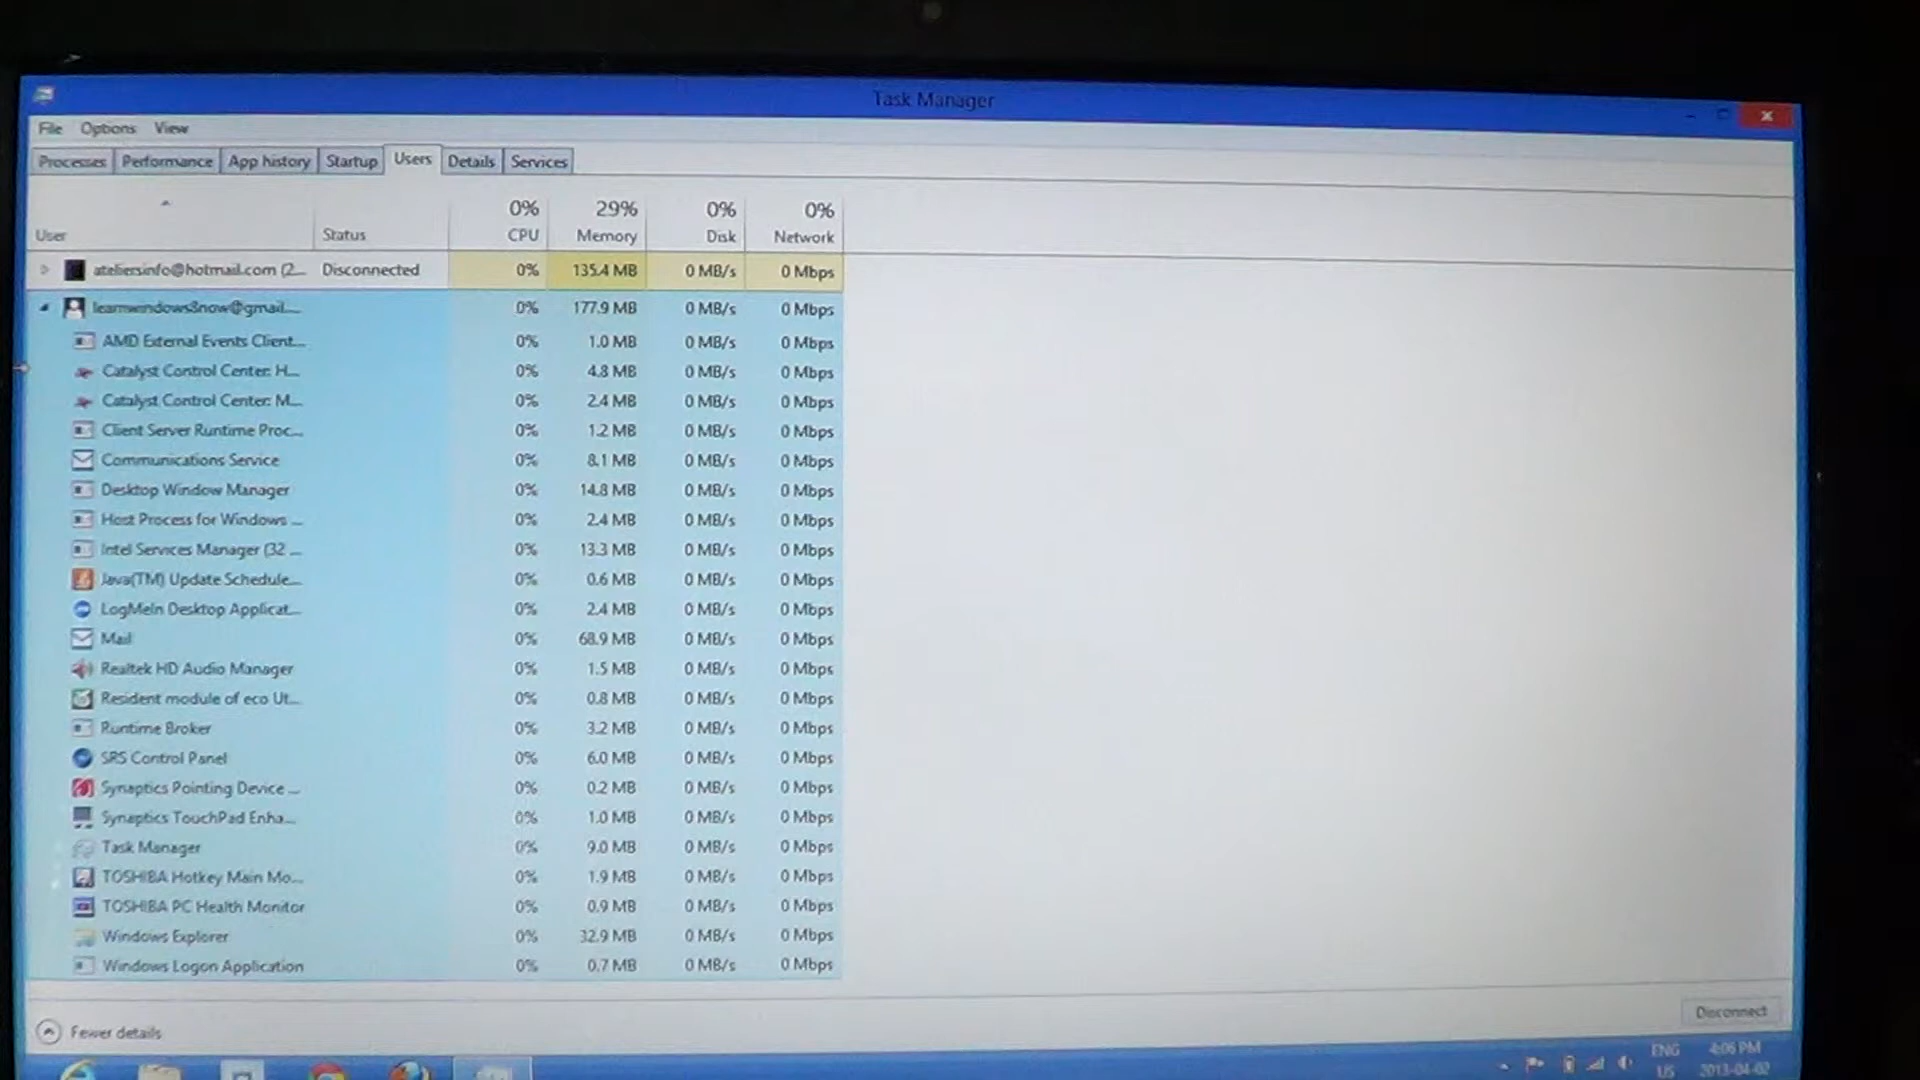 Task Manager
File Options View
Processes Performance App history Startup Users Details Services
0% 29% 0% 0%
User Status CPU Memory Disk Network
ateliersinfo@hotmail.com (2... Disconnected 0% 135.4 MB 0 MB/s 0 Mbps
learnwindows8now@gmail.... 0% 177.9 MB 0 MB/s 0 Mbps
AMD External Events Client... 0% 1.0 MB 0 MB/s 0 Mbps
Catalyst Control Center: H... 0% 4.8 MB 0 MB/s 0 Mbps
Catalyst Control Center: M... 0% 2.4 MB 0 MB/s 0 Mbps
Client Server Runtime Proc... 0% 1.2 MB 0 MB/s 0 Mbps
Communications Service 0% 8.1 MB 0 MB/s 0 Mbps
Desktop Window Manager 0% 14.8 MB 0 MB/s 0 Mbps
Host Process for Windows ... 0% 2.4 MB 0 MB/s 0 Mbps
Intel Services Manager (32 ... 0% 13.3 MB 0 MB/s 0 Mbps
Java(TM) Update Schedule... 0% 0.6 MB 0 MB/s 0 Mbps
LogMeIn Desktop Applicat... 0% 2.4 MB 0 MB/s 0 Mbps
Mail 0% 68.9 MB 0 MB/s 0 Mbps
Realtek HD Audio Manager 0% 1.5 MB 0 MB/s 0 Mbps
Resident module of eco Ut... 0% 0.8 MB 0 MB/s 0 Mbps
Runtime Broker 0% 3.2 MB 0 MB/s 0 Mbps
SRS Control Panel 0% 6.0 MB 0 MB/s 0 Mbps
Synaptics Pointing Device ... 0% 0.2 MB 0 MB/s 0 Mbps
Synaptics TouchPad Enha... 0% 1.0 MB 0 MB/s 0 Mbps
Task Manager 0% 9.0 MB 0 MB/s 0 Mbps
TOSHIBA Hotkey Main Mo... 0% 1.9 MB 0 MB/s 0 Mbps
TOSHIBA PC Health Monitor 0% 0.9 MB 0 MB/s 0 Mbps
Windows Explorer 0% 32.9 MB 0 MB/s 0 Mbps
Windows Logon Application 0% 0.7 MB 0 MB/s 0 Mbps
Disconnect
Fewer details
ENG 4:06 PM
US 2013-04-02